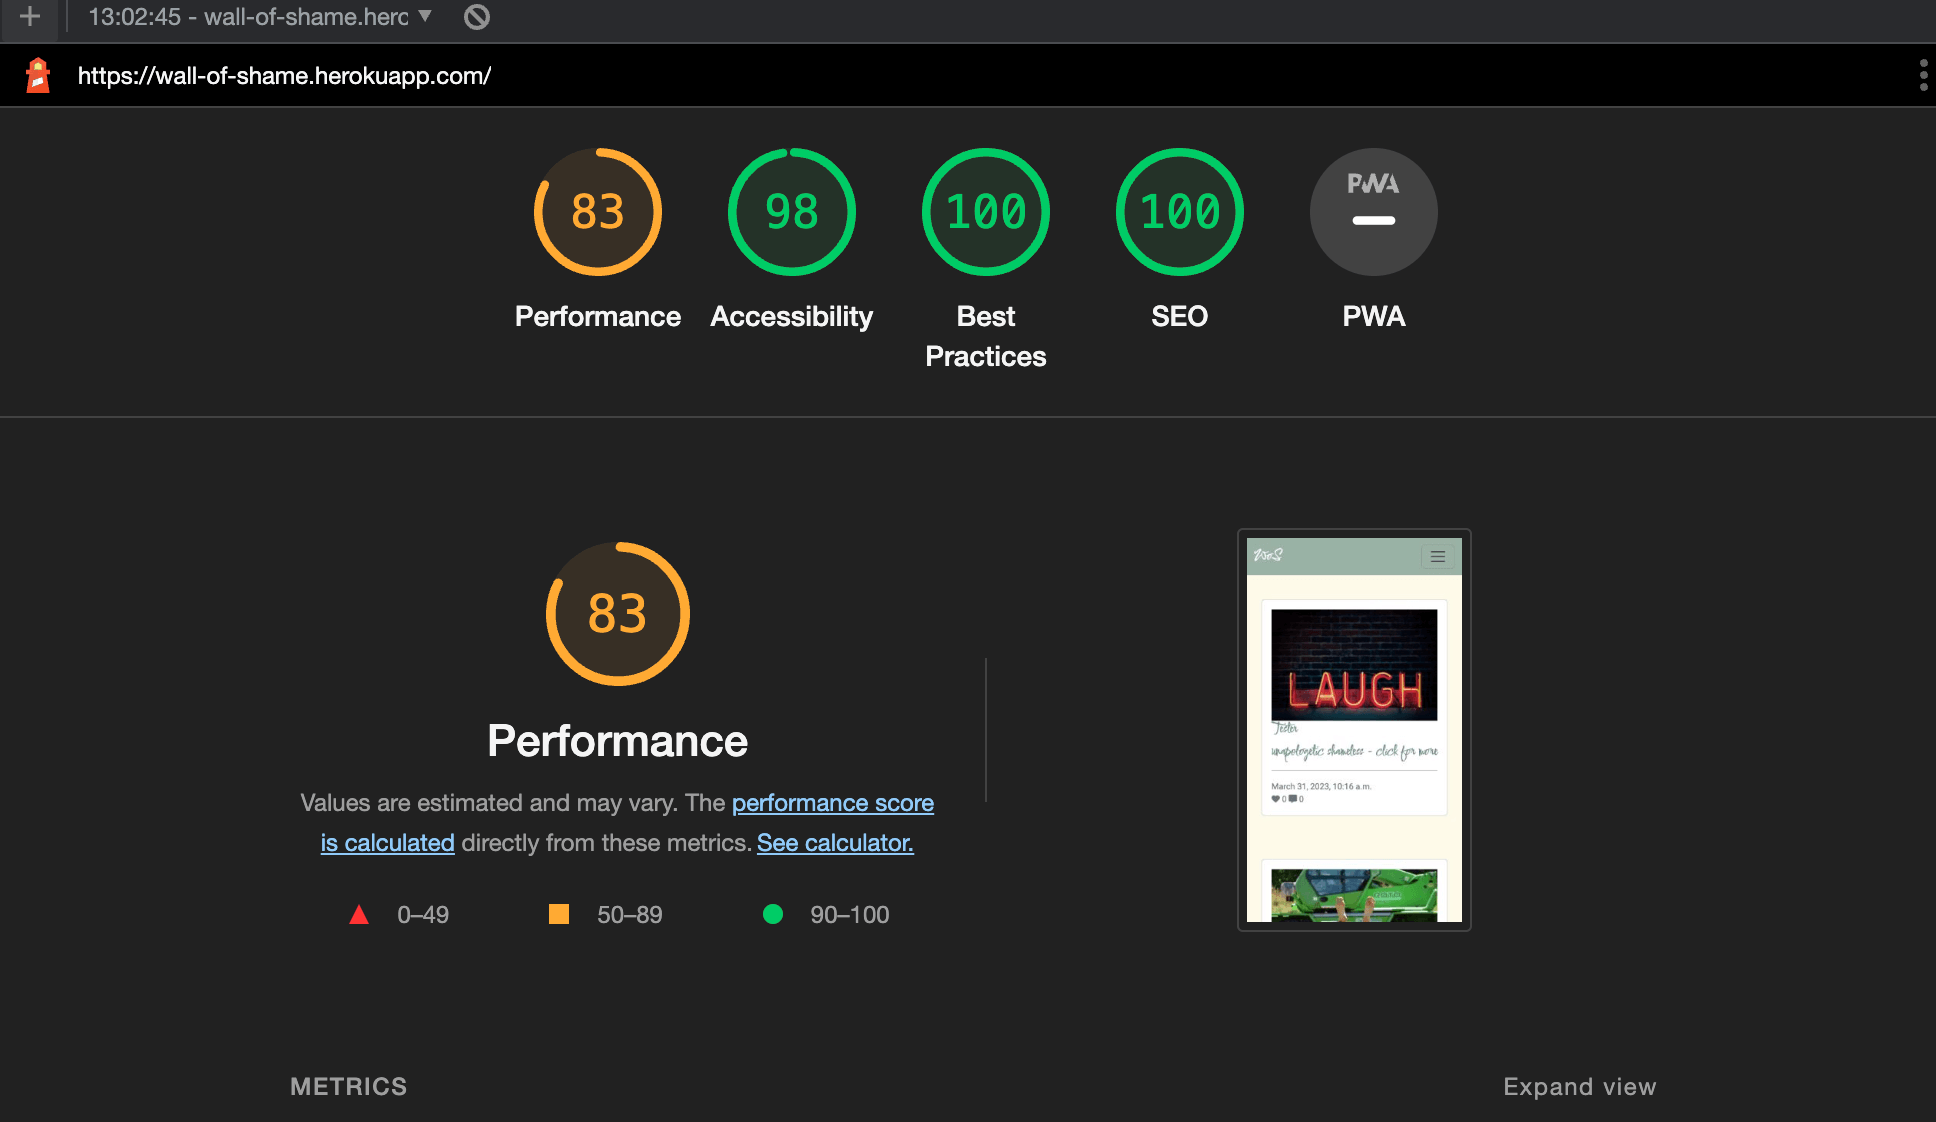 13:02:45 - wall-of-shame.herc
https://wall-of-shame.herokuapp.com/
83
98
100
100
PWA
Performance
Accessibility
Best
Practices
SEO
PWA
83
Performance
Values are estimated and may vary. The performance score
is calculated directly from these metrics. See calculator.
0–49
50–89
90–100
WoS
LAUGH
Tester
unapologetic shameless - click for more
March 31, 2023, 10:16 a.m.
0 0
METRICS
Expand view